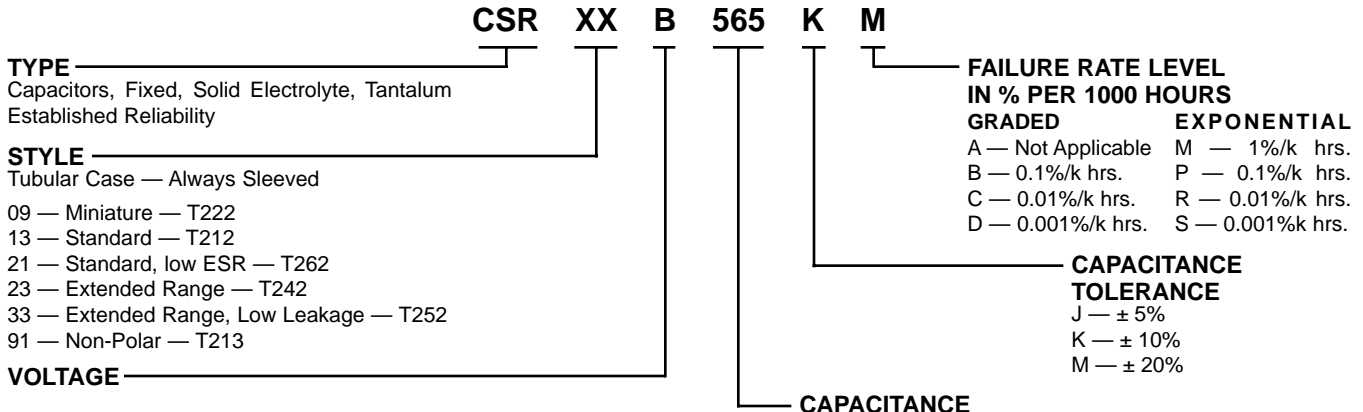 CSR XX B 565 K M
TYPE
Capacitors, Fixed, Solid Electrolyte, Tantalum
Established Reliability
STYLE
Tubular Case — Always Sleeved
09 — Miniature — T222
13 — Standard — T212
21 — Standard, low ESR — T262
23 — Extended Range — T242
33 — Extended Range, Low Leakage — T252
91 — Non-Polar — T213
VOLTAGE
FAILURE RATE LEVEL
IN % PER 1000 HOURS
GRADED EXPONENTIAL
A — Not Applicable M — 1%/k hrs.
B — 0.1%/k hrs. P — 0.1%/k hrs.
C — 0.01%/k hrs. R — 0.01%/k hrs.
D — 0.001%/k hrs. S — 0.001%k hrs.
CAPACITANCE
TOLERANCE
J — ± 5%
K — ± 10%
M — ± 20%
CAPACITANCE